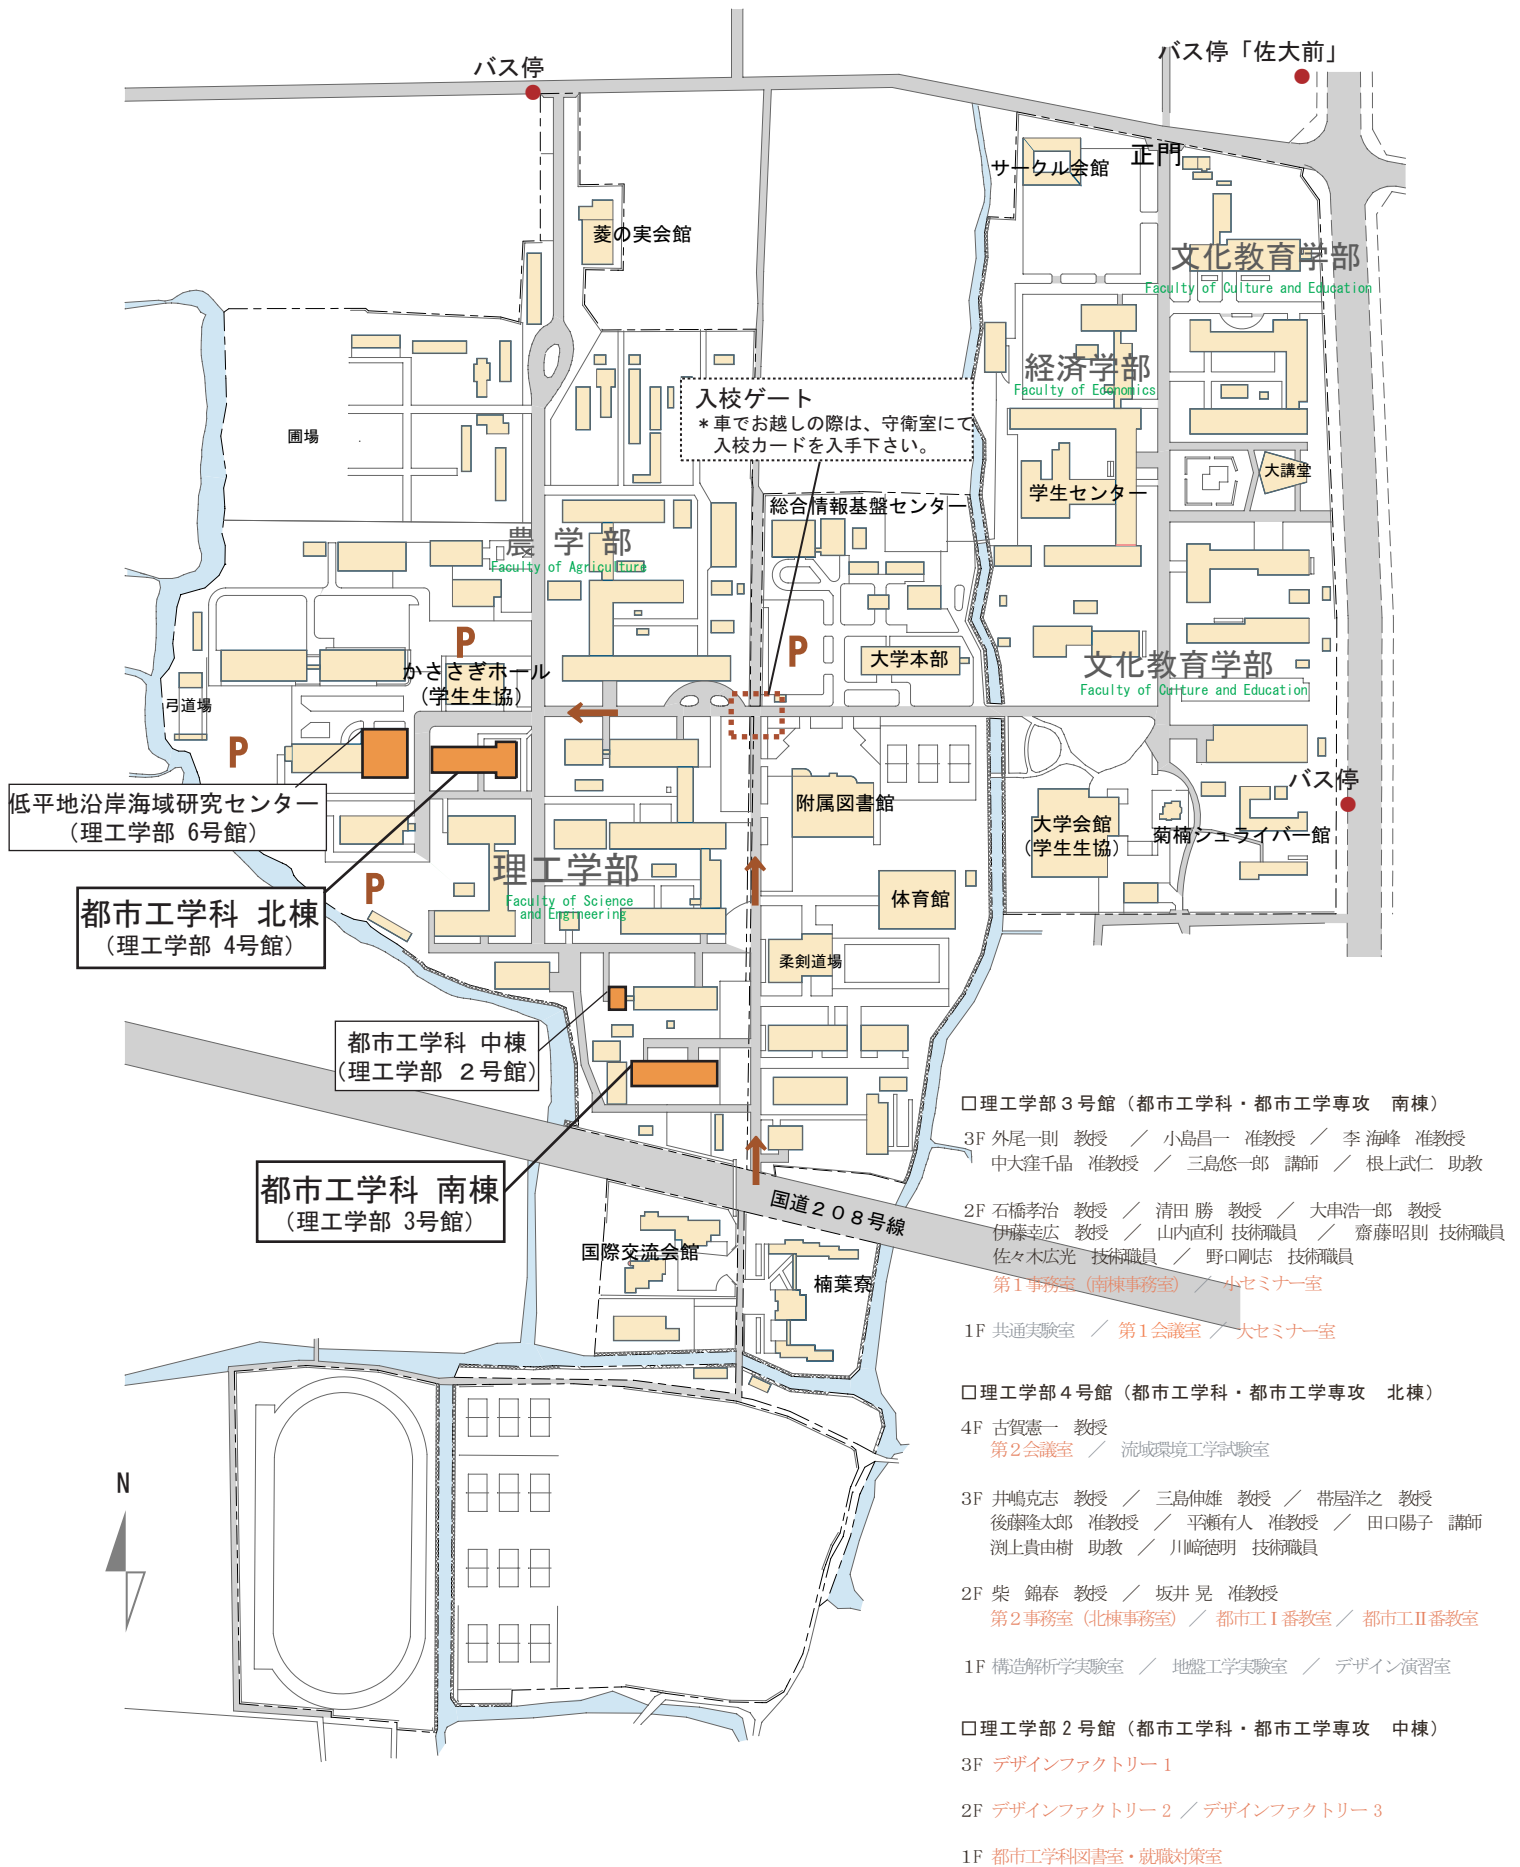 バス停
バス停「佐大前」
サークル会館
正門
菱の実会館
文化教育学部
Faculty of Culture and Education
経済学部
Faculty of Economics
入校ゲート
＊車でお越しの際は、守衛室にて
入校カードを入手下さい。
圃場
大講堂
学生センター
総合情報基盤センター
農 学 部
Faculty of Agriculture
P
P
かささぎホール
（学生生協）
大学本部
文化教育学部
Faculty of Culture and Education
弓道場
P
バス停
低平地沿岸海域研究センター
（理工学部 6号館）
附属図書館
大学会館
（学生生協）
菊楠シュライバー館
理工学部
Faculty of Science
and Engineering
P
体育館
都市工学科 北棟
（理工学部 4号館）
柔剣道場
都市工学科 中棟
（理工学部 ２号館）
都市工学科 南棟
（理工学部 3号館）
国道２０８号線
国際交流会館
楠葉寮
N
□理工学部３号館（都市工学科・都市工学専攻　南棟）
3F 外尾一則　教授　／　小島昌一　准教授　／　李 海峰　准教授
中大窪千晶　准教授　／　三島悠一郎　講師　／　根上武仁　助教
2F 石橋孝治　教授　／　清田 勝　教授　／　大串浩一郎　教授
伊藤幸広　教授　／　山内直利 技術職員　／　齋藤昭則 技術職員
佐々木広光　技術職員　／　野口剛志　技術職員
第１事務室（南棟事務室）　／　小セミナー室
1F 共通実験室　／　第１会議室　／　大セミナー室
□理工学部４号館（都市工学科・都市工学専攻　北棟）
4F 古賀憲一　教授
第２会議室　／　流域環境工学試験室
3F 井嶋克志　教授　／　三島伸雄　教授　／　帯屋洋之　教授
後藤隆太郎　准教授　／　平瀬有人　准教授　／　田口陽子　講師
渕上貴由樹　助教　／　川﨑徳明　技術職員
2F 柴　錦春　教授　／　坂井 晃　准教授
第２事務室（北棟事務室）　／　都市工Ⅰ番教室 ／　都市工Ⅱ番教室
1F 構造解析学実験室　／　地盤工学実験室　／　デザイン演習室
□理工学部２号館（都市工学科・都市工学専攻　中棟）
3F デザインファクトリー 1
2F デザインファクトリー 2 ／ デザインファクトリー 3
1F 都市工学科図書室・就職対策室